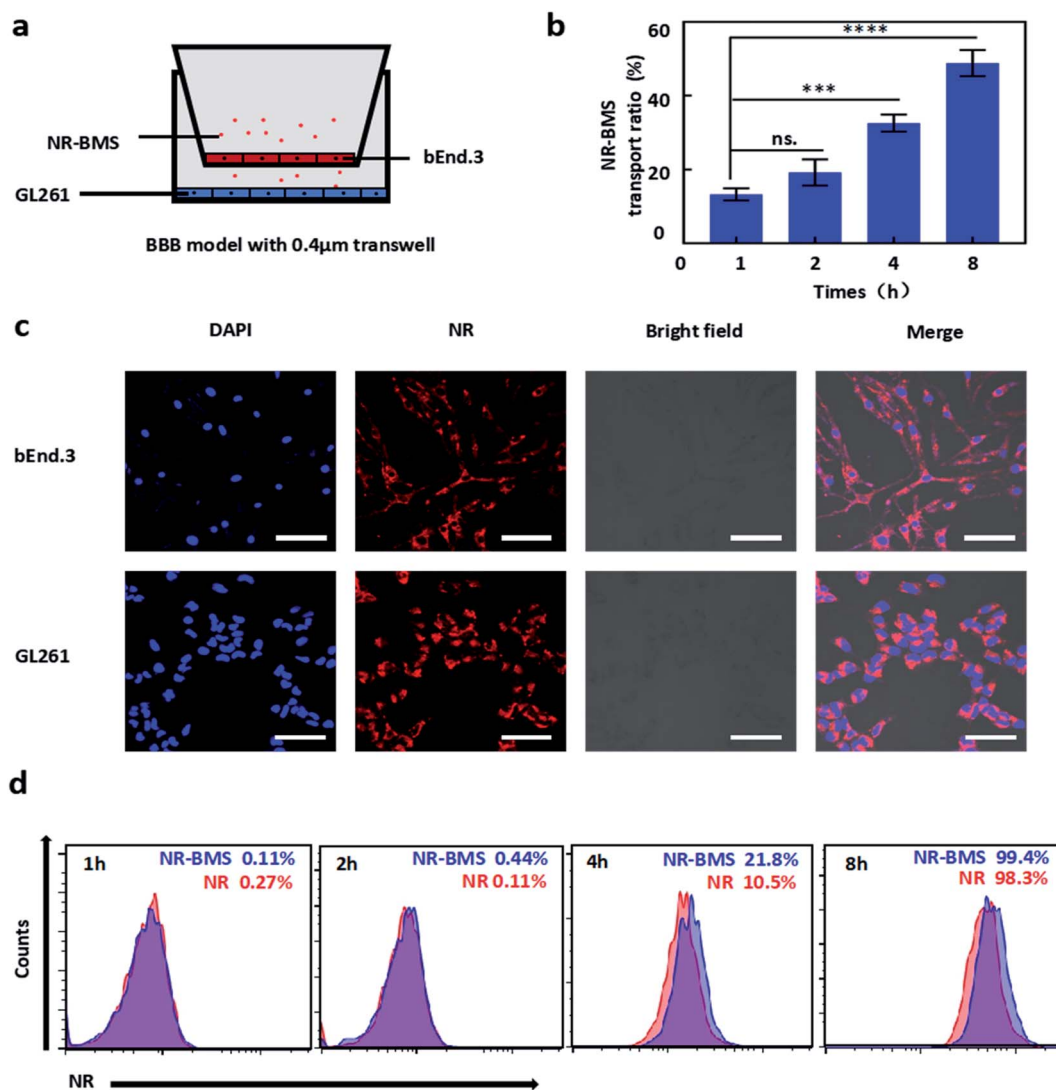 a
NR-BMS
bEnd.3
GL261
BBB model with 0.4μm transwell
b
NR-BMS
transport ratio (%)
60
40
20
0
****
***
ns.
0 1 2 4 8
Times（h）
c
DAPI NR Bright field Merge
bEnd.3
GL261
d
Counts
1h NR-BMS 0.11%
NR 0.27%
2h NR-BMS 0.44%
NR 0.11%
4h NR-BMS 21.8%
NR 10.5%
8h NR-BMS 99.4%
NR 98.3%
NR